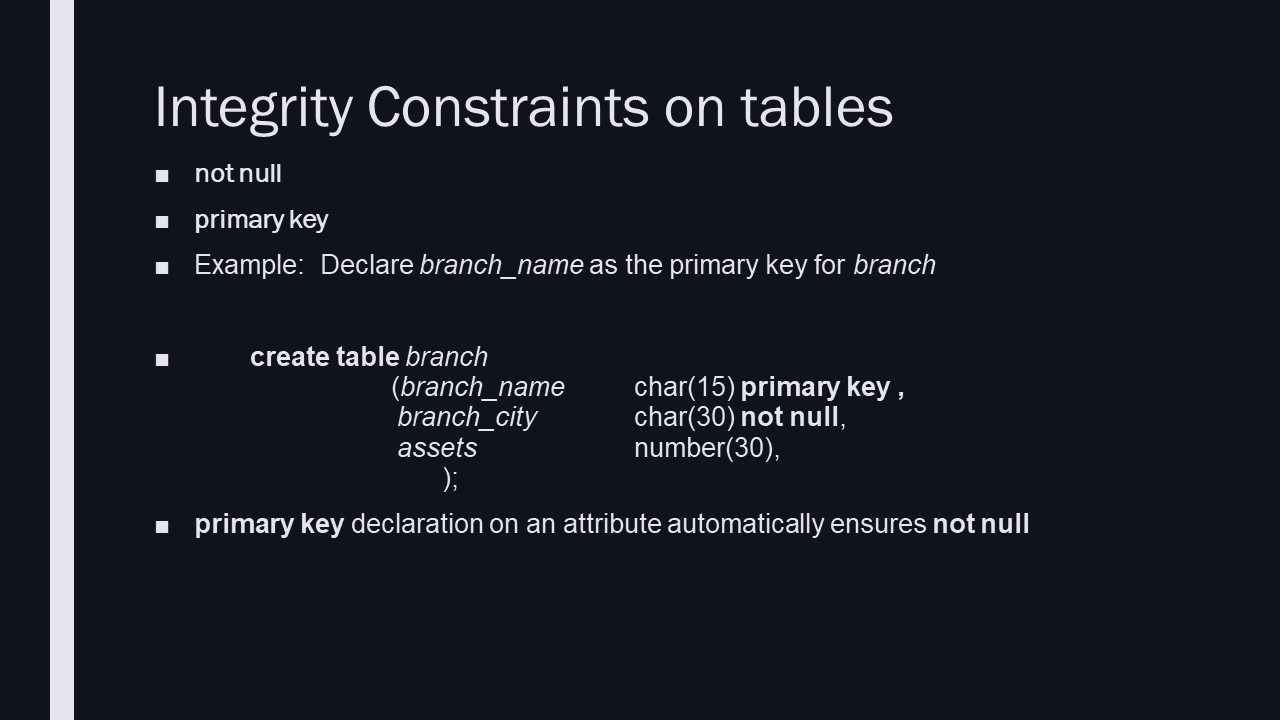 Integrity Constraints on tables
■ not null
■ primary key
■ Example: Declare branch_name as the primary key for branch
■ create table branch
(branch_name char(15) primary key ,
branch_city char(30) not null,
assets number(30),
);
■ primary key declaration on an attribute automatically ensures not null